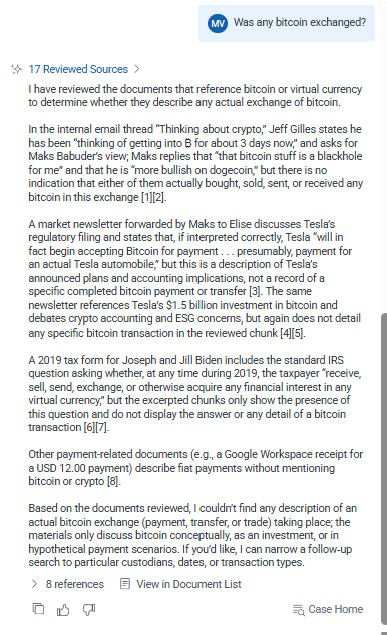 MV Was any bitcoin exchanged?
17 Reviewed Sources >
I have reviewed the documents that reference bitcoin or virtual currency
to determine whether they describe any actual exchange of bitcoin.
In the internal email thread “Thinking about crypto,” Jeff Gilles states he
has been “thinking of getting into ₿ for about 3 days now,” and asks for
Maks Babuder’s view; Maks replies that “that bitcoin stuff is a blackhole
for me” and that he is “more bullish on dogecoin,” but there is no
indication that either of them actually bought, sold, sent, or received any
bitcoin in this exchange [1][2].
A market newsletter forwarded by Maks to Elise discusses Tesla’s
regulatory filing and states that, if interpreted correctly, Tesla “will in
fact begin accepting Bitcoin for payment . . . presumably, payment for
an actual Tesla automobile,” but this is a description of Tesla’s
announced plans and accounting implications, not a record of a
specific completed bitcoin payment or transfer [3]. The same
newsletter references Tesla’s $1.5 billion investment in bitcoin and
debates crypto accounting and ESG concerns, but again does not detail
any specific bitcoin transaction in the reviewed chunk [4][5].
A 2019 tax form for Joseph and Jill Biden includes the standard IRS
question asking whether, at any time during 2019, the taxpayer “receive,
sell, send, exchange, or otherwise acquire any financial interest in any
virtual currency,” but the excerpted chunks only show the presence of
this question and do not display the answer or any detail of a bitcoin
transaction [6][7].
Other payment-related documents (e.g., a Google Workspace receipt for
a USD 12.00 payment) describe fiat payments without mentioning
bitcoin or crypto [8].
Based on the documents reviewed, I couldn’t find any description of an
actual bitcoin exchange (payment, transfer, or trade) taking place; the
materials only discuss bitcoin conceptually, as an investment, or in
hypothetical payment scenarios. If you’d like, I can narrow a follow-up
search to particular custodians, dates, or transaction types.
> 8 references View in Document List
Case Home